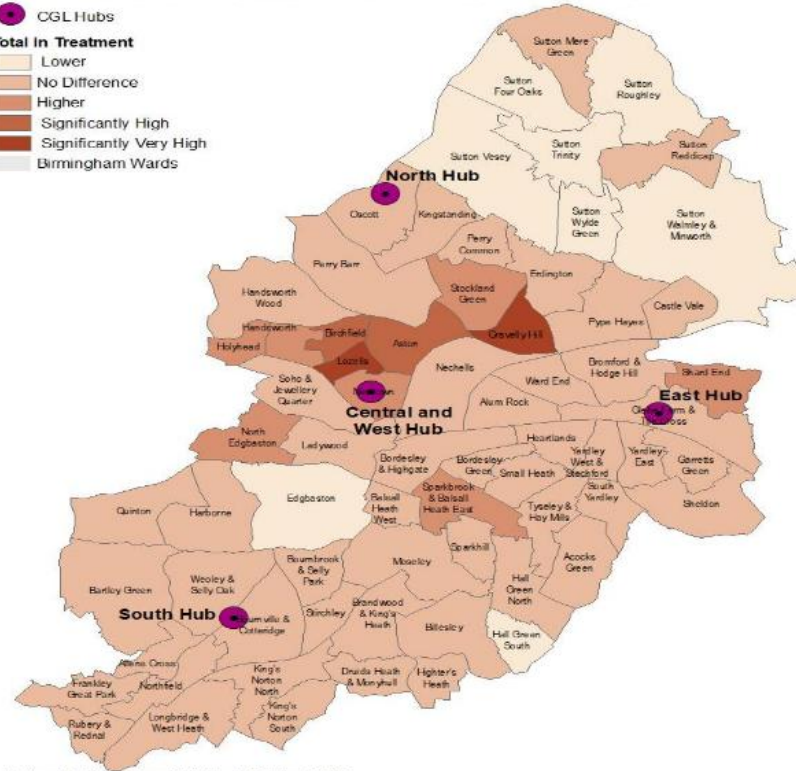 CGL Hubs
Total In Treatment
Lower
No Difference
Higher
Significantly High
Significantly Very High
Birmingham Wards
Sutton Mere
Green
Sutton
Four Oaks
Sutton
Roughley
Sutton
Trinity
Sutton
Reddicap
Sutton Vesey
North Hub
Oscott
Kingstanding
Sutton
Wylde
Green
Sutton
Walmley &
Minworth
Perry
Common
Perry Barr
Erdington
Stockland
Green
Handsworth
Wood
Castle Vale
Pype Hayes
Handsworth
Birchfield
Gravelly Hill
Holyhead
Aston
Lozells
Nechells
Bromford &
Hodge Hill
Shard End
Soho &
Jewellery
Quarter
Ward End
Alum Rock
East Hub
Central and
West Hub
North
Edgbaston
Ladywood
Heartlands
Bordesley
& Highgate
Bordesley
Green
Small Heath
Yardley
West &
Stechford
Yardley
East
Garretts
Green
Edgbaston
Balsall
Heath
West
Sparkbrook
& Balsall
Heath East
South
Yardley
Sheldon
Quinton
Harborne
Tyseley &
Hay Mills
Sparkhill
Acocks
Green
Moseley
Bournbrook
& Selly
Park
Weoley &
Selly Oak
Bartley Green
Hall
Green
North
South Hub
Bournville &
Cotteridge
Stirchley
Brandwood
& King's
Heath
Billesley
Hall Green
South
Allens Cross
Frankley
Great Park
Northfield
King's
Norton
North
Druids Heath
& Monyhull
Highter's
Heath
Rubery &
Rednal
Longbridge &
West Heath
King's
Norton
South